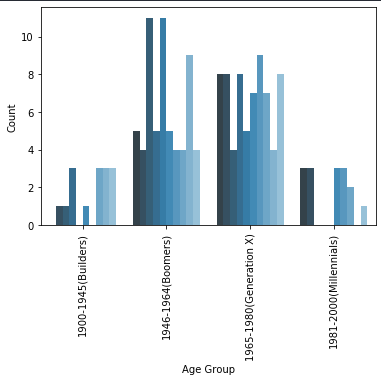 10
8
6
4
2
0
Count
1900-1945(Builders)
1946-1964(Boomers)
1965-1980(Generation X)
1981-2000(Millennials)
Age Group